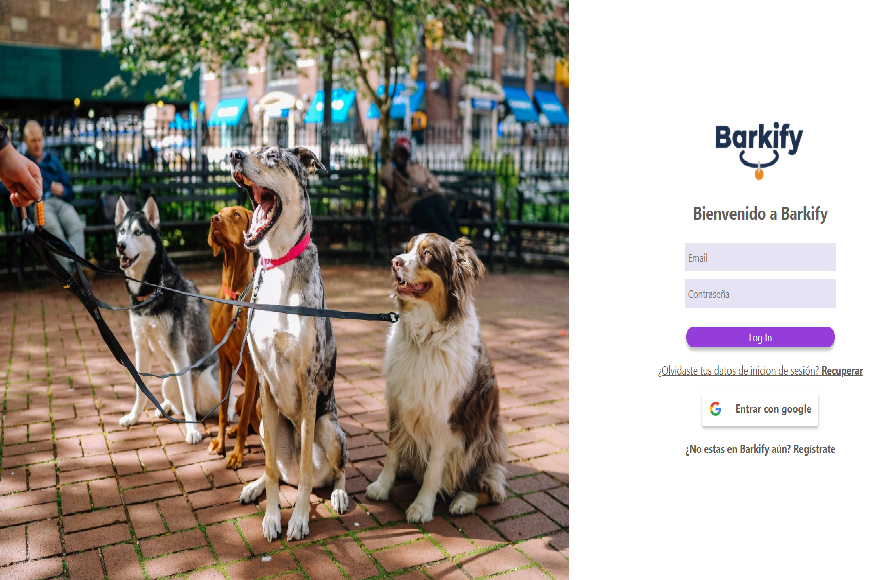 Barkify
Bienvenido a Barkify
Email
Contraseña
Log In
¿Olvidaste tus datos de inicion de sesión? Recuperar
Entrar con google
¿No estas en Barkify aún? Registrate